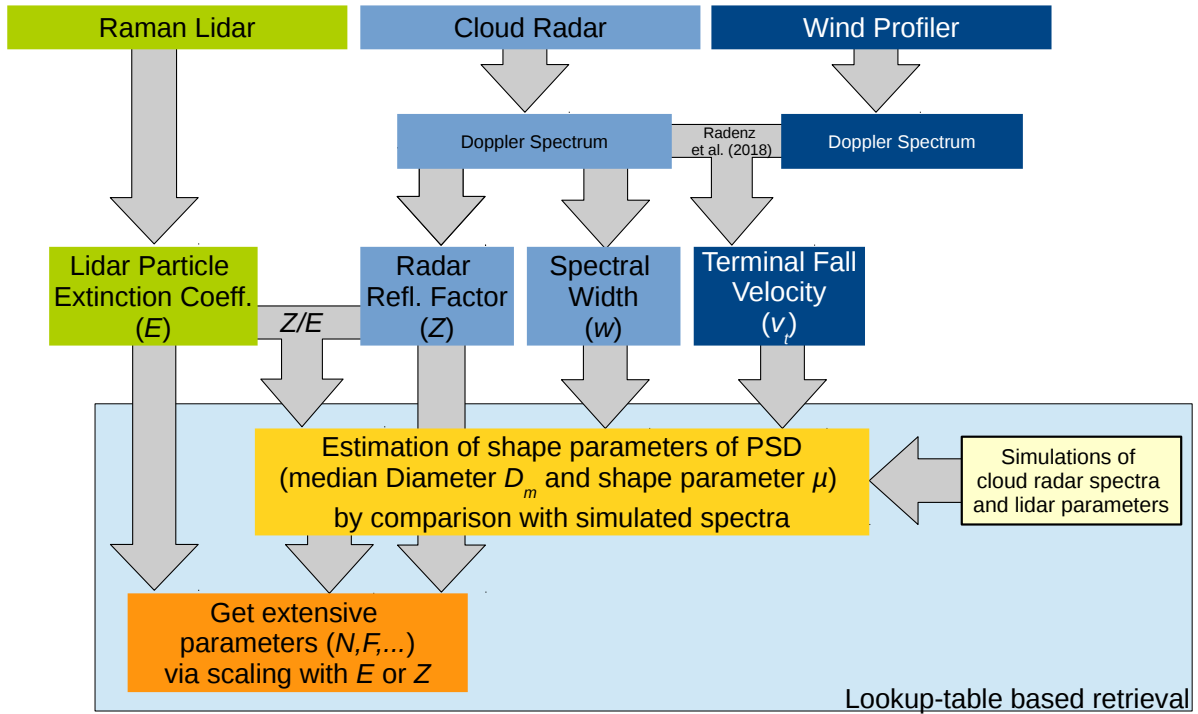 Raman Lidar
Cloud Radar
Wind Profiler
Doppler Spectrum
Radenz
et al. (2018)
Doppler Spectrum
Lidar Particle
Extinction Coeff.
(E)
Z/E
Radar
Refl. Factor
(Z)
Spectral
Width
(w)
Terminal Fall
Velocity
(vt)
Estimation of shape parameters of PSD
(median Diameter Dm and shape parameter μ)
by comparison with simulated spectra
Simulations of
cloud radar spectra
and lidar parameters
Get extensive
parameters (N,F,...)
via scaling with E or Z
Lookup-table based retrieval